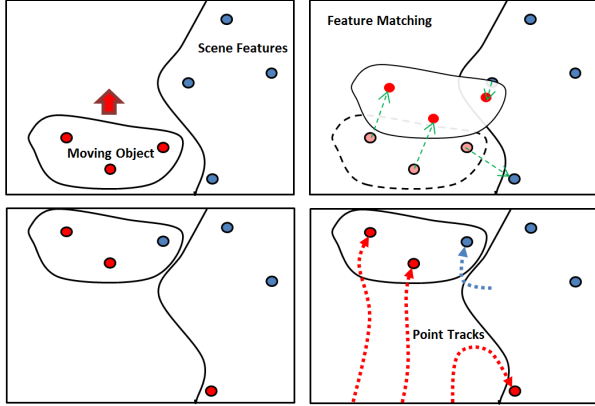 Feature Matching
Scene Features
Moving Object
Point Tracks